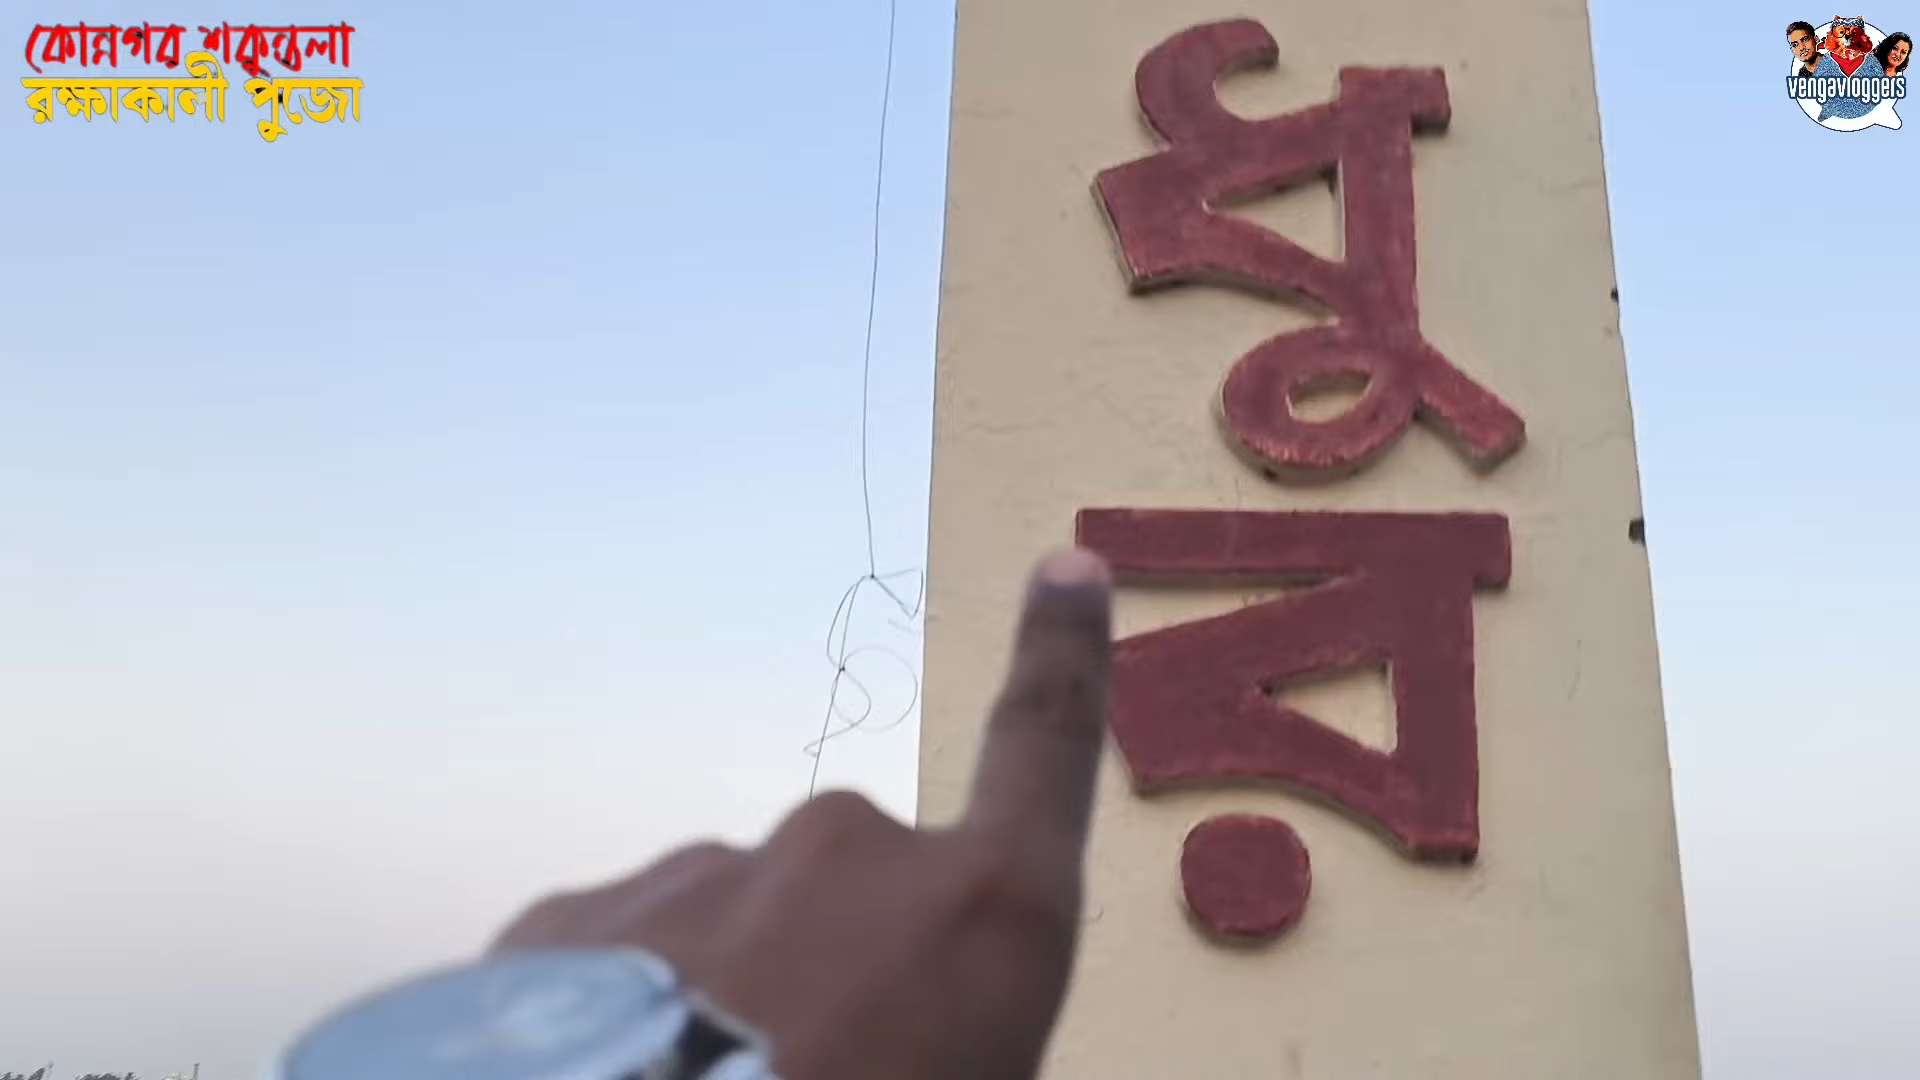 কোন্নগর শকুন্তলা
রক্ষাকালী পুজো
vengavloggers
ধু
র